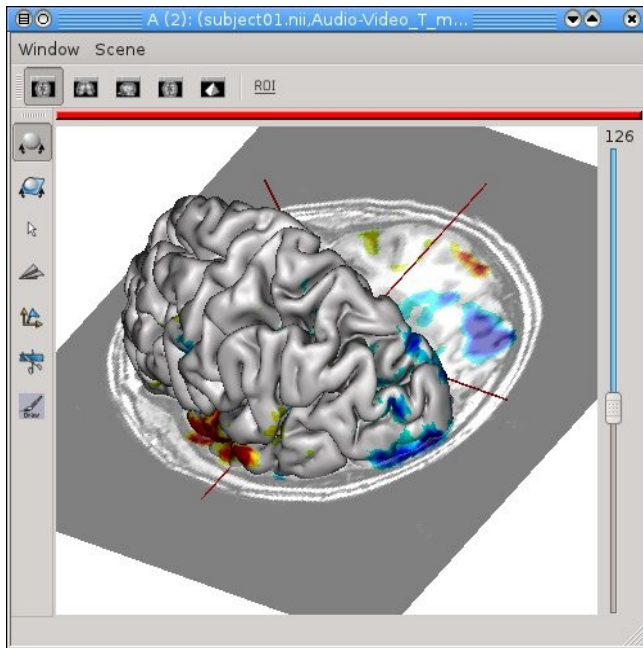 A (2): (subject01.nii,Audio-Video_T_m...
Window Scene
ROI
126
Draw